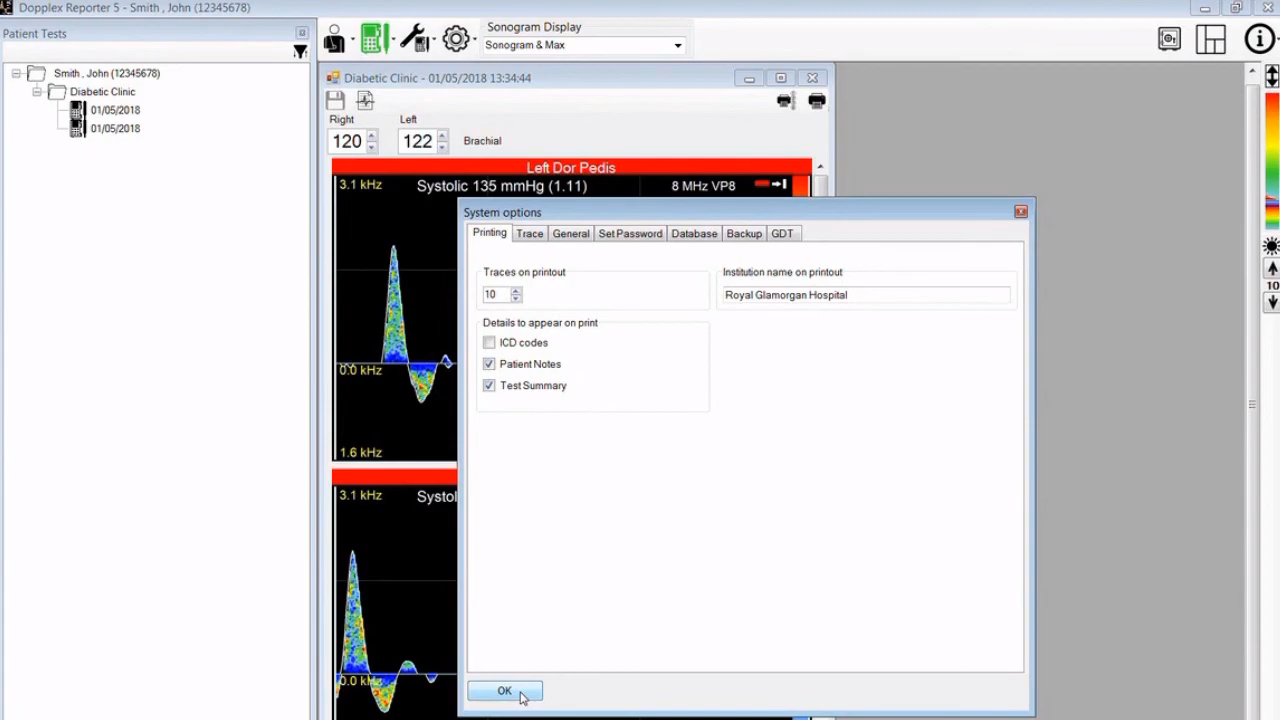 Dopplex Reporter 5 - Smith , John (12345678)
Patient Tests
Smith , John (12345678)
Diabetic Clinic
01/05/2018
01/05/2018
Sonogram Display
Sonogram & Max
Diabetic Clinic - 01/05/2018 13:34:44
Right
Left
120
122
Brachial
Left Dor Pedis
3.1 kHz
Systolic 135 mmHg (1.11)
8 MHz VP8
0.0 kHz
1.6 kHz
3.1 kHz
Systol
0.0 kHz
System options
Printing
Trace
General
Set Password
Database
Backup
GDT
Traces on printout
10
Institution name on printout
Royal Glamorgan Hospital
Details to appear on print
ICD codes
Patient Notes
Test Summary
OK
10